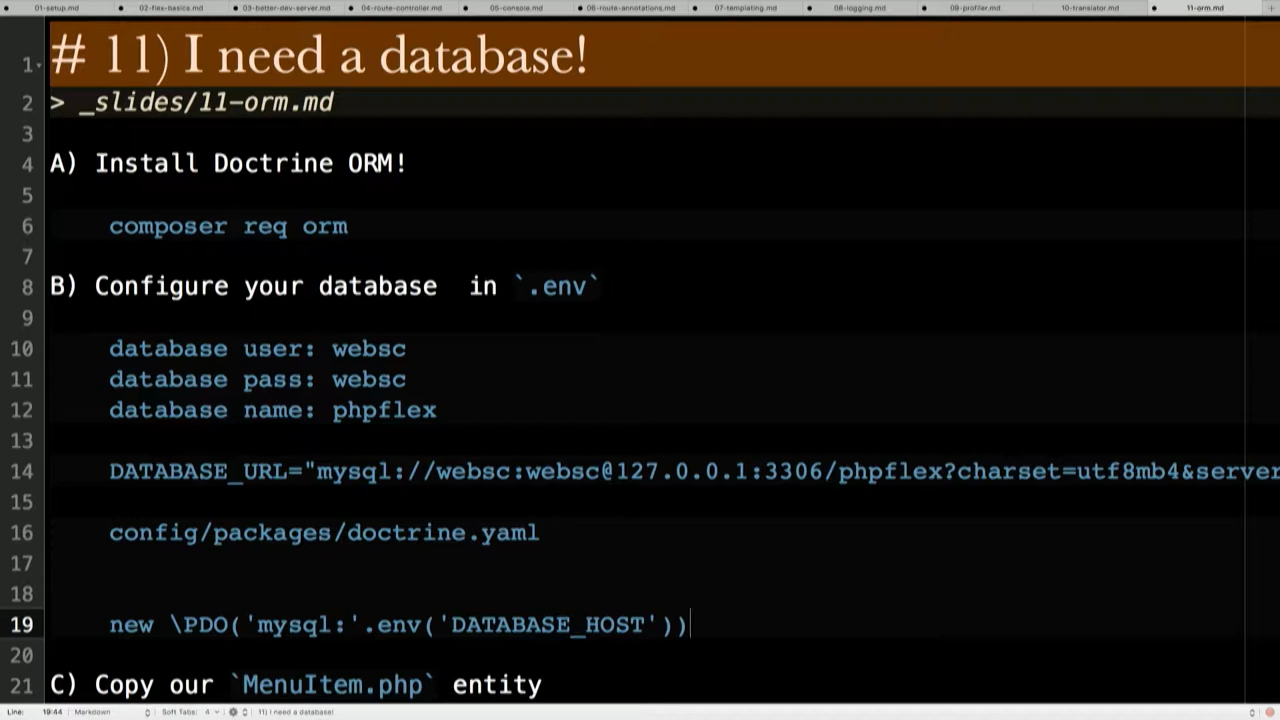 01-setup.md 02-flex-basics.md 03-better-dev-server.md 04-route-controller.md 05-console.md 06-route-annotations.md 07-templating.md 08-logging.md 09-profiler.md 10-translator.md 11-orm.md
1 # 11) I need a database!
2 > _slides/11-orm.md
3
4 A) Install Doctrine ORM!
5
6 composer req orm
7
8 B) Configure your database  in `.env`
9
10 database user: websc
11 database pass: websc
12 database name: phpflex
13
14 DATABASE_URL="mysql://websc:websc@127.0.0.1:3306/phpflex?charset=utf8mb4&server
15
16 config/packages/doctrine.yaml
17
18
19 new \PDO('mysql:'.env('DATABASE_HOST'))
20
21 C) Copy our `MenuItem.php` entity
Line: 19:44 Markdown Soft Tabs: 4 11) I need a database!